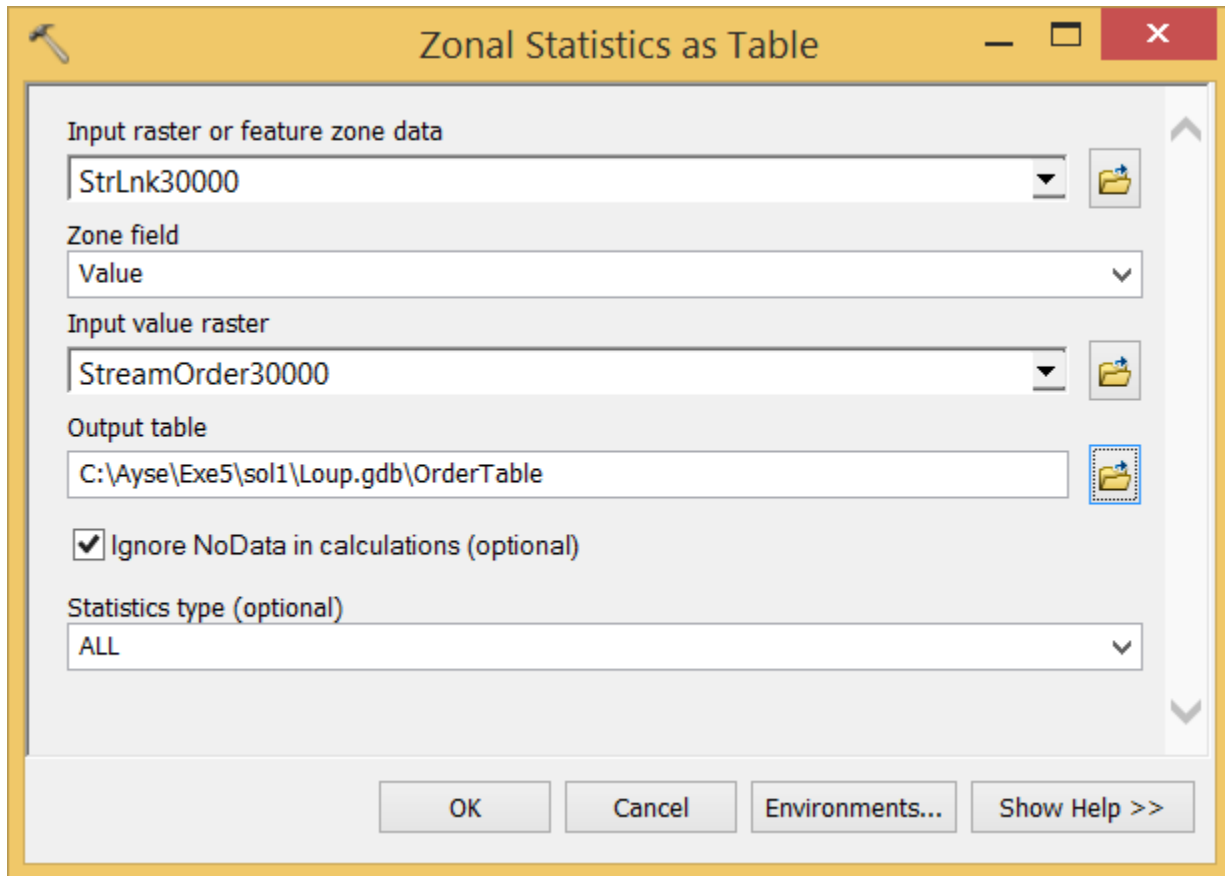 Zonal Statistics as Table
Input raster or feature zone data
StrLnk30000
Zone field
Value
Input value raster
StreamOrder30000
Output table
C:\Ayse\Exe5\sol1\Loup.gdb\OrderTable
Ignore NoData in calculations (optional)
Statistics type (optional)
ALL
OK Cancel Environments... Show Help >>